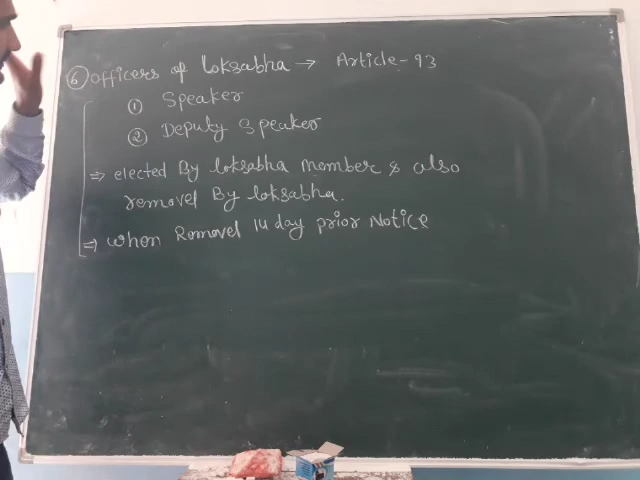 ⑥ Officers of loksabha → Article - 93
① Speaker
② Deputy Speaker
⇒ elected By loksabha member & also
removel By loksabha.
⇒ when Removel 14 day prior Notice